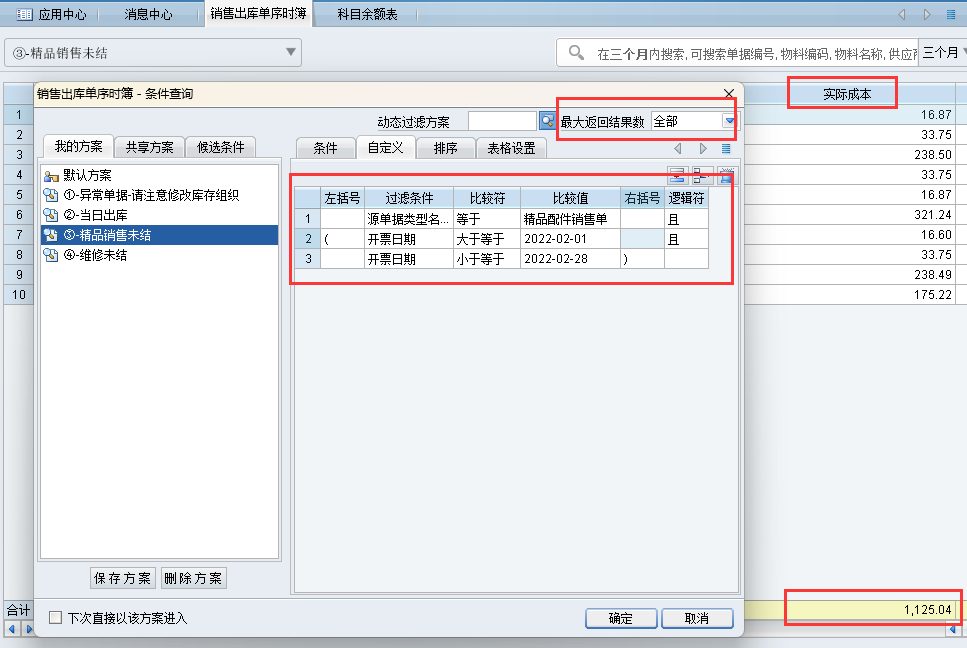 应用中心 消息中心 销售出库单序时簿 科目余额表
③-精品销售未结 在三个月内搜索,可搜索单据编号,物料编码,物料名称,供应商 三个月
销售出库单序时簿 - 条件查询
实际成本
动态过滤方案 最大返回结果数 全部
我的方案 共享方案 候选条件
条件 自定义 排序 表格设置
默认方案
①-异常单据-请注意修改库存组织
②-当日出库
③-精品销售未结
④-维修未结
左括号 过滤条件 比较符 比较值 右括号 逻辑符
1 源单据类型名... 等于 精品配件销售单 且
2 ( 开票日期 大于等于 2022-02-01 且
3 开票日期 小于等于 2022-02-28 )
1 16.87
2 33.75
3 238.50
4 33.75
5 16.87
6 321.24
7 16.60
8 33.75
9 238.49
10 175.22
保存方案 删除方案
合计 1,125.04
下次直接以该方案进入
确定 取消